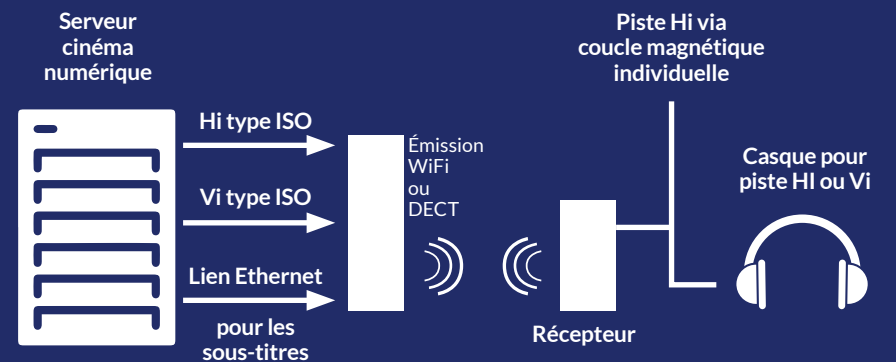 Serveur
cinéma
numérique
Hi type ISO
Vi type ISO
Lien Ethernet
pour les
sous-titres
Émission
WiFi
ou
DECT
Récepteur
Piste Hi via
coucle magnétique
individuelle
Casque pour
piste HI ou Vi